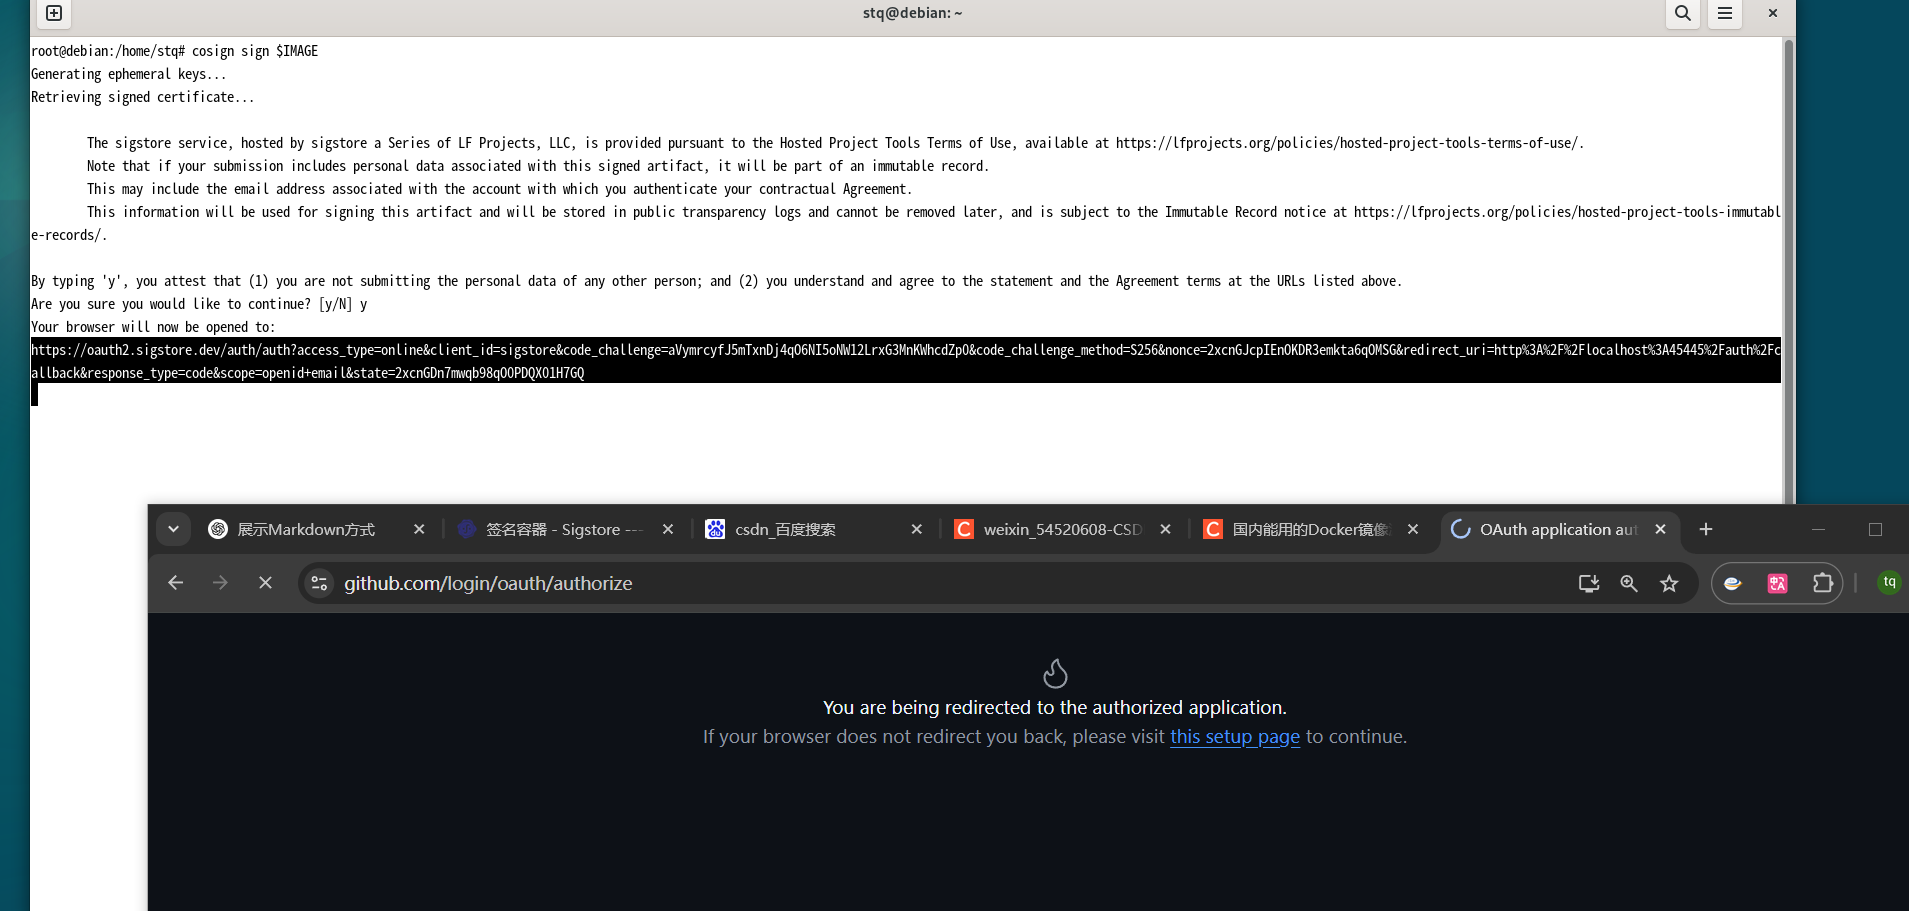 stq@debian: ~
root@debian:/home/stq# cosign sign $IMAGE
Generating ephemeral keys...
Retrieving signed certificate...
The sigstore service, hosted by sigstore a Series of LF Projects, LLC, is provided pursuant to the Hosted Project Tools Terms of Use, available at https://lfprojects.org/policies/hosted-project-tools-terms-of-use/.
Note that if your submission includes personal data associated with this signed artifact, it will be part of an immutable record.
This may include the email address associated with the account with which you authenticate your contractual Agreement.
This information will be used for signing this artifact and will be stored in public transparency logs and cannot be removed later, and is subject to the Immutable Record notice at https://lfprojects.org/policies/hosted-project-tools-immutabl
e-records/.
By typing 'y', you attest that (1) you are not submitting the personal data of any other person; and (2) you understand and agree to the statement and the Agreement terms at the URLs listed above.
Are you sure you would like to continue? [y/N] y
Your browser will now be opened to:
https://oauth2.sigstore.dev/auth/auth?access_type=online&client_id=sigstore&code_challenge=aVymrcyfJ5mTxnDj4qO6NI5oNW12LrxG3MnKWhcdZp0&code_challenge_method=S256&nonce=2xcnGJcpIEnOKDR3emkta6qOMSG&redirect_uri=http%3A%2F%2Flocalhost%3A45445%2Fauth%2Fc
allback&response_type=code&scope=openid+email&state=2xcnGDn7mwqb98qO0PDQX01H7GQ
展示Markdown方式
签名容器 - Sigstore ---
csdn_百度搜索
weixin_54520608-CSD
国内能用的Docker镜像
OAuth application aut
github.com/login/oauth/authorize
tq
You are being redirected to the authorized application.
If your browser does not redirect you back, please visit this setup page to continue.